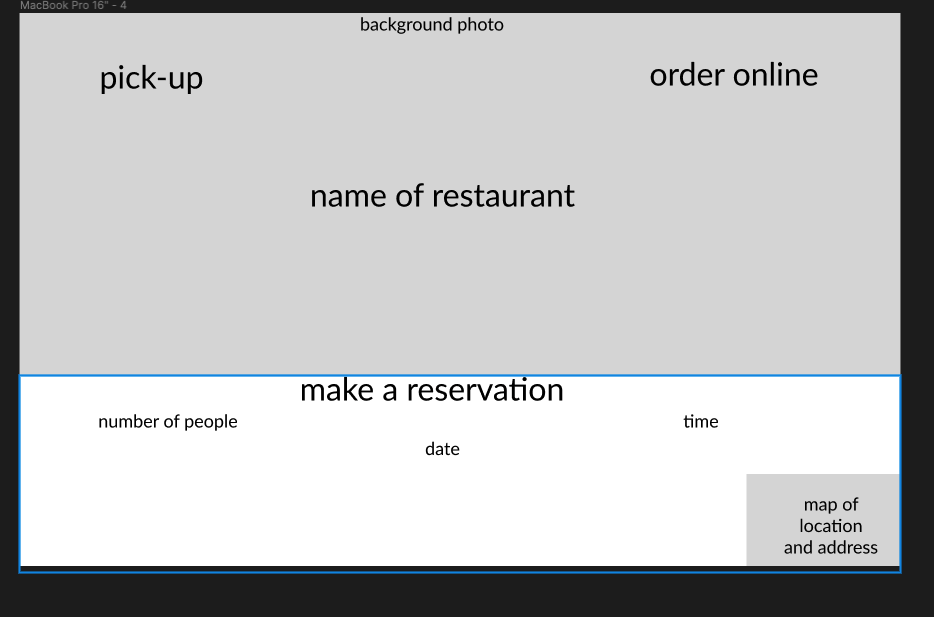 MacBook Pro 16" - 4
background photo
pick-up
order online
name of restaurant
make a reservation
number of people
time
date
map of
location
and address